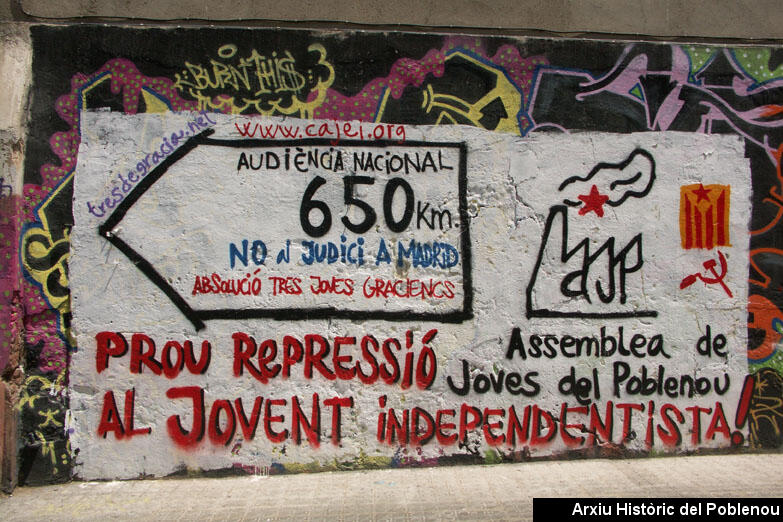 BURN THIS
www.cajei.org
tresdegracia.net
AUDIÈNCIA NACIONAL
650 Km.
NO al JUDICI A MADRID
ABSOLUCIÓ TRES JOVES GRACIENCS
AJP
Assemblea de
Joves del Poblenou
PROU REPRESSIÓ
AL JOVENT iNDEPENDENTiSTA!
Arxiu Històric del Poblenou